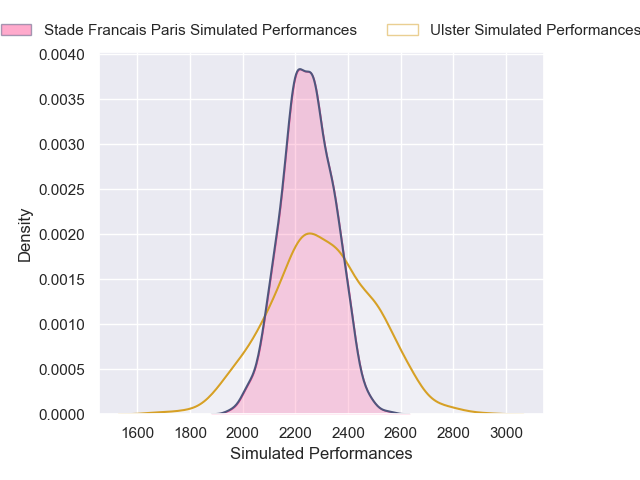 Stade Francais Paris Simulated Performances Ulster Simulated Performances
0.0040
0.0035
0.0030
0.0025
0.0020
0.0015
0.0010
0.0005
0.0000
Density
1600 1800 2000 2200 2400 2600 2800 3000
Simulated Performances